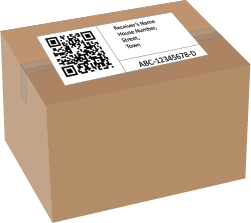 Receiver's Name
House Number,
Street,
Town
ABC-12345678-D